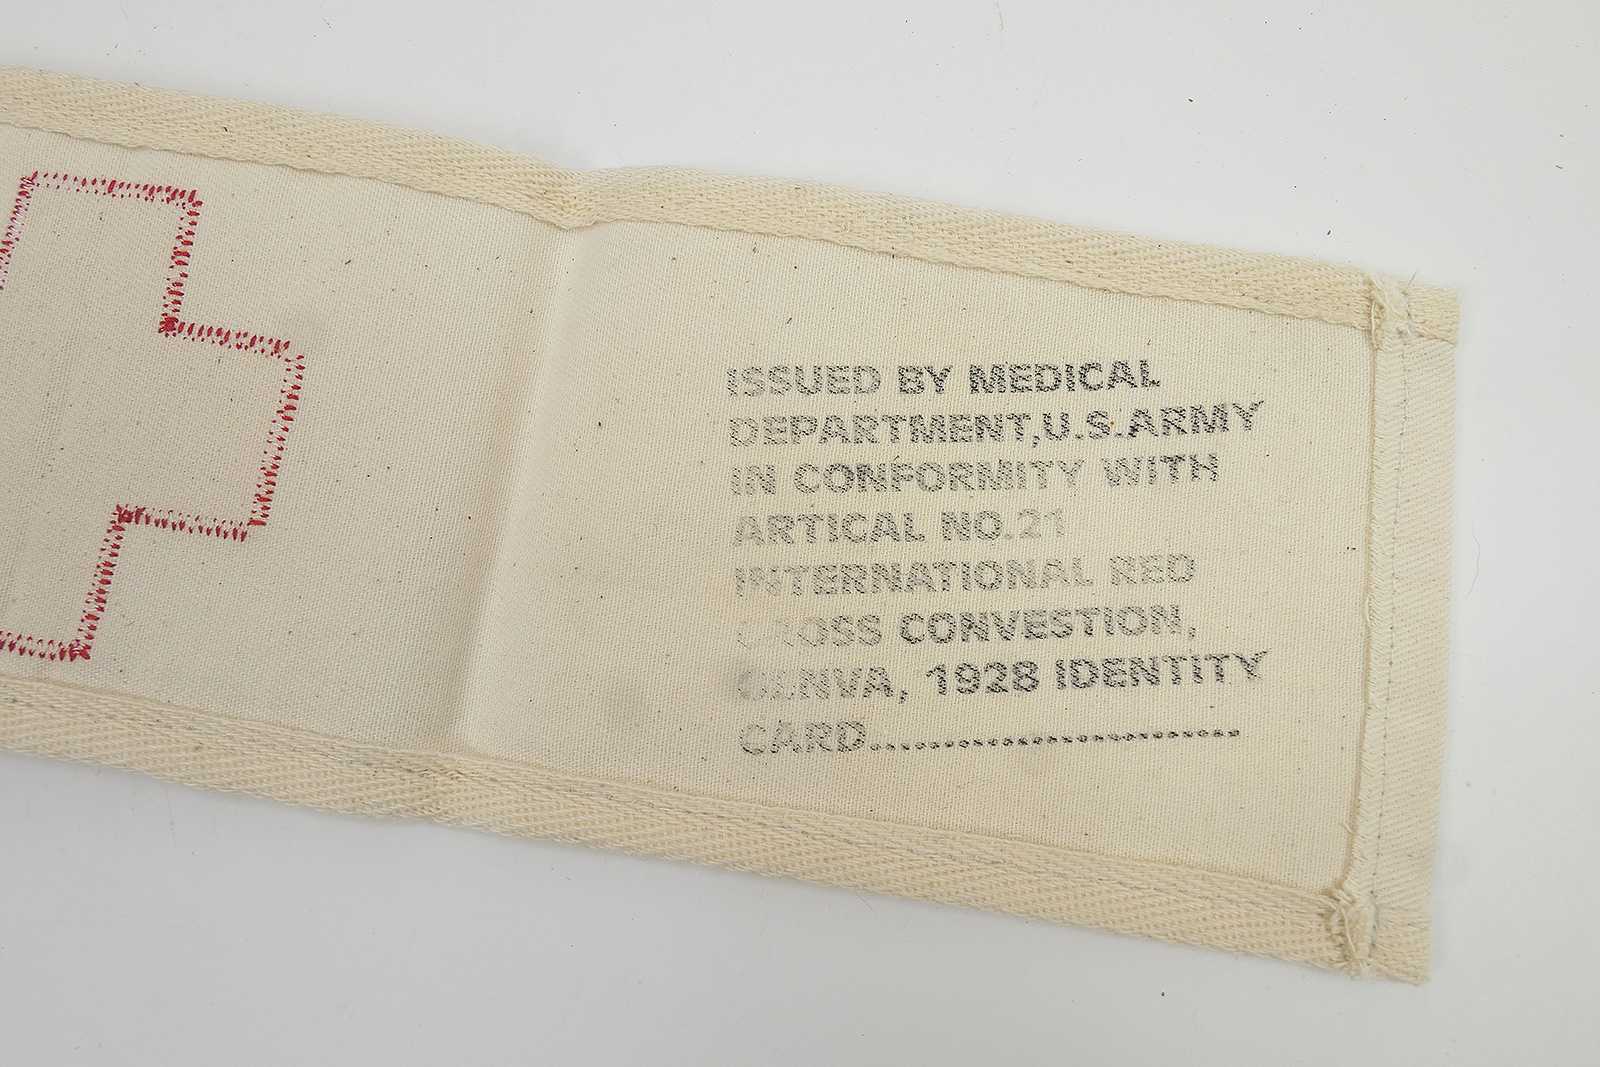 ISSUED BY MEDICAL
DEPARTMENT,U.S.ARMY
IN CONFORMITY WITH
ARTICAL NO.21
INTERNATIONAL RED
CROSS CONVESTION,
GENVA, 1928 IDENTITY
CARD..............................